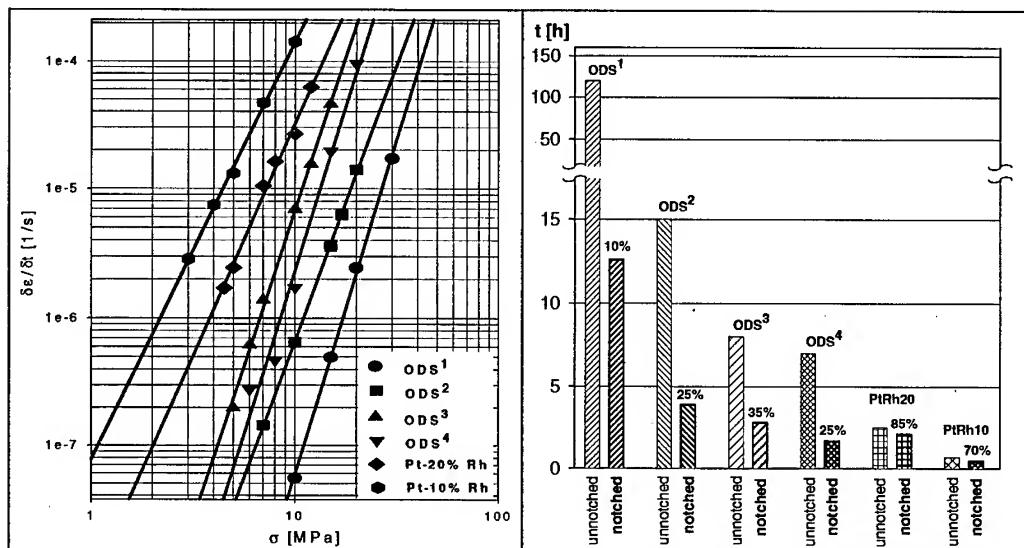 1e-4
1e-5
1e-6
1e-7
δε/δt [1/s]
1
10
100
σ [MPa]
ODS¹
ODS²
ODS³
ODS⁴
Pt-20% Rh
Pt-10% Rh
t [h]
150
100
50
15
10
5
0
ODS¹
10%
ODS²
25%
ODS³
35%
ODS⁴
25%
PtRh20
85%
PtRh10
70%
unnotched
notched
unnotched
notched
unnotched
notched
unnotched
notched
unnotched
notched
unnotched
notched